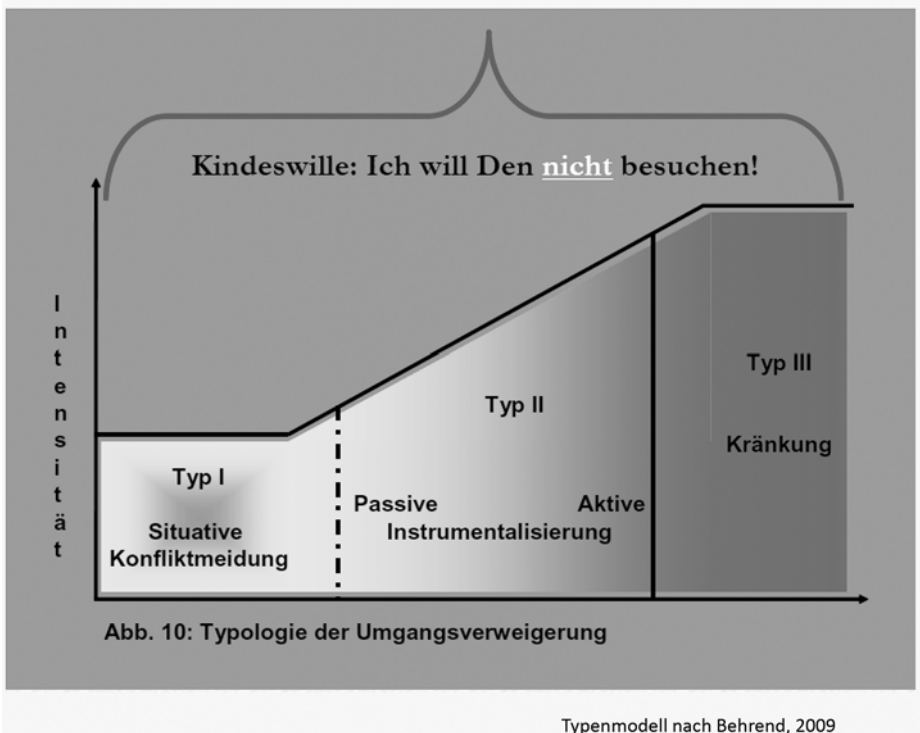 Kindeswille: Ich will Den nicht besuchen!
Intensität
Typ I
Situative
Konfliktmeidung
Passive
Aktive
Instrumentalisierung
Typ II
Typ III
Kränkung
Abb. 10: Typologie der Umgangsverweigerung
Typenmodell nach Behrend, 2009